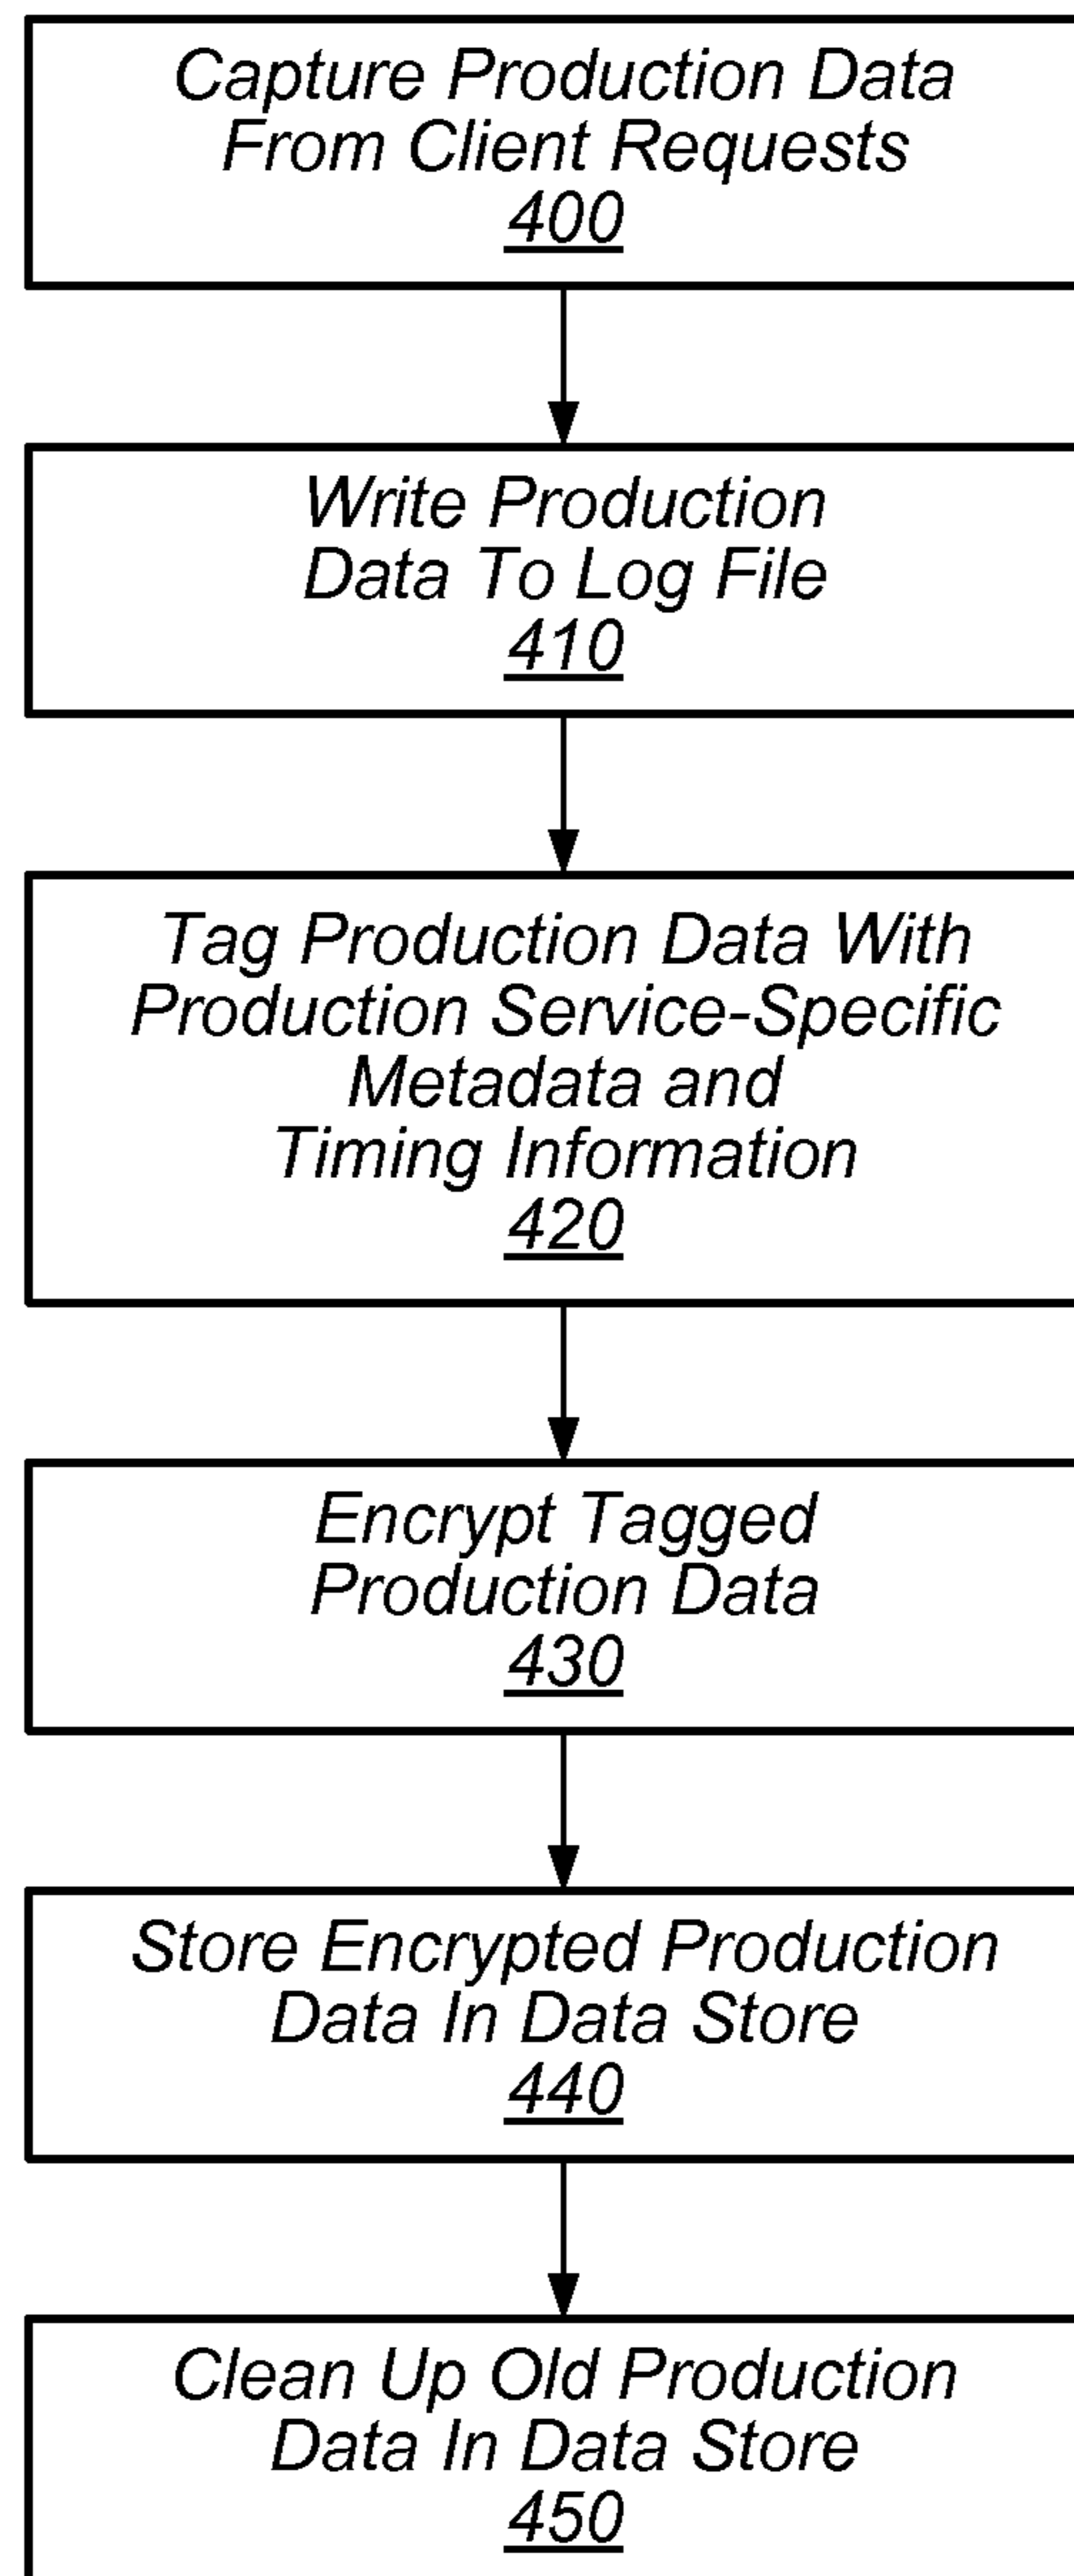 Capture Production Data
From Client Requests
400
Write Production
Data To Log File
410
Tag Production Data With
Production Service-Specific
Metadata and
Timing Information
420
Encrypt Tagged
Production Data
430
Store Encrypted Production
Data In Data Store
440
Clean Up Old Production
Data In Data Store
450